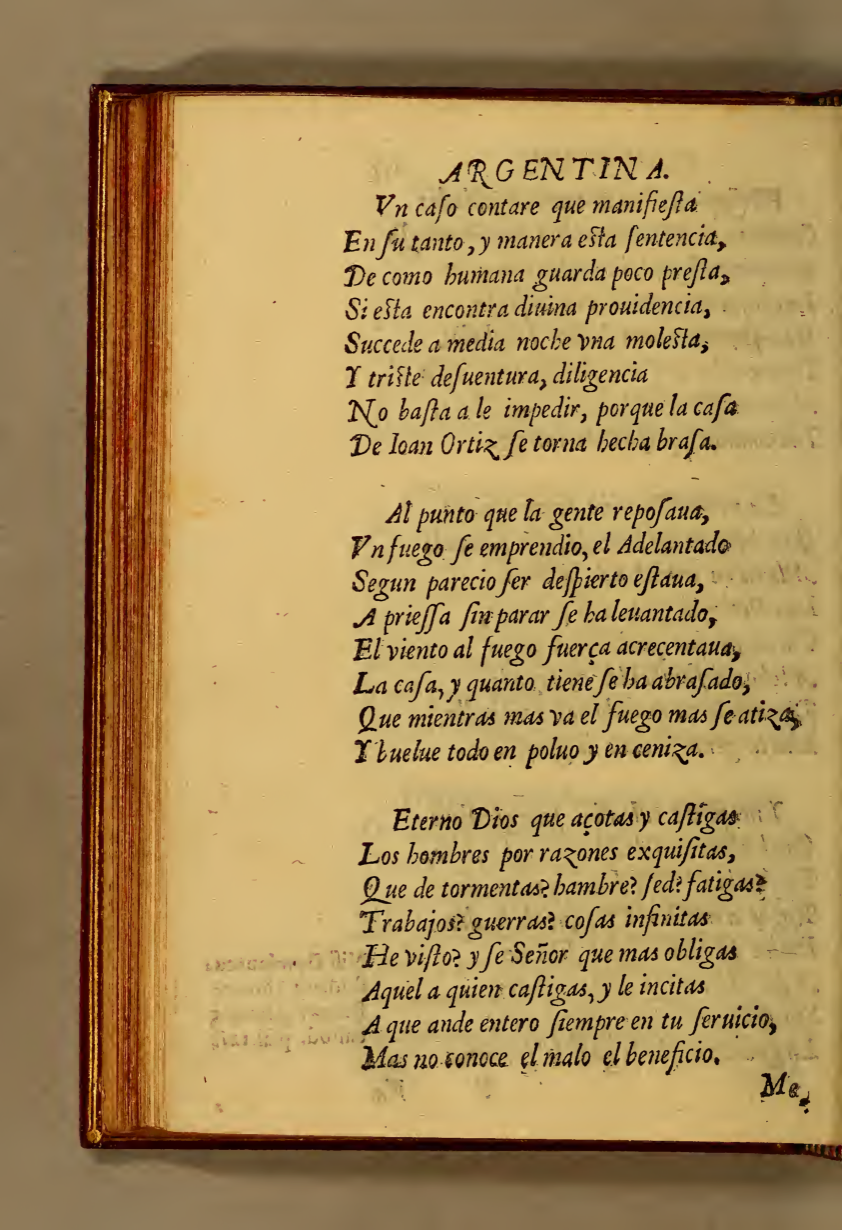 ARGENTINA.
Vn caſo contare que manifieſta
En ſu tanto, y manera eſta ſentencia,
De como humana guarda poco preſta,
Si eſta encontra diuina prouidencia,
Succede a media noche vna moleſta,
Y triſte deſuentura, diligencia
No baſta a le impedir, porque la caſa
De Ioan Ortiz ſe torna hecha braſa.
Al punto que la gente repoſaua,
Vn fuego ſe emprendio, el Adelantado
Segun parecio ſer deſpierto eſtaua,
A prieſſa ſin parar ſe ha leuantado,
El viento al fuego fuerça acrecentaua,
La caſa, y quanto tiene ſe ha abraſado,
Que mientras mas va el fuego mas ſe atiza,
Y buelue todo en poluo y en ceniza.
Eterno Dios que açotas y caſtigas
Los hombres por razones exquiſitas,
Que de tormentas? hambre? ſed? fatigas?
Trabajos? guerras? coſas infinitas
He viſto? y ſe Señor que mas obligas
Aquel a quien caſtigas, y le incitas
A que ande entero ſiempre en tu ſeruicio,
Mas no conoce el malo el beneficio.
Me,